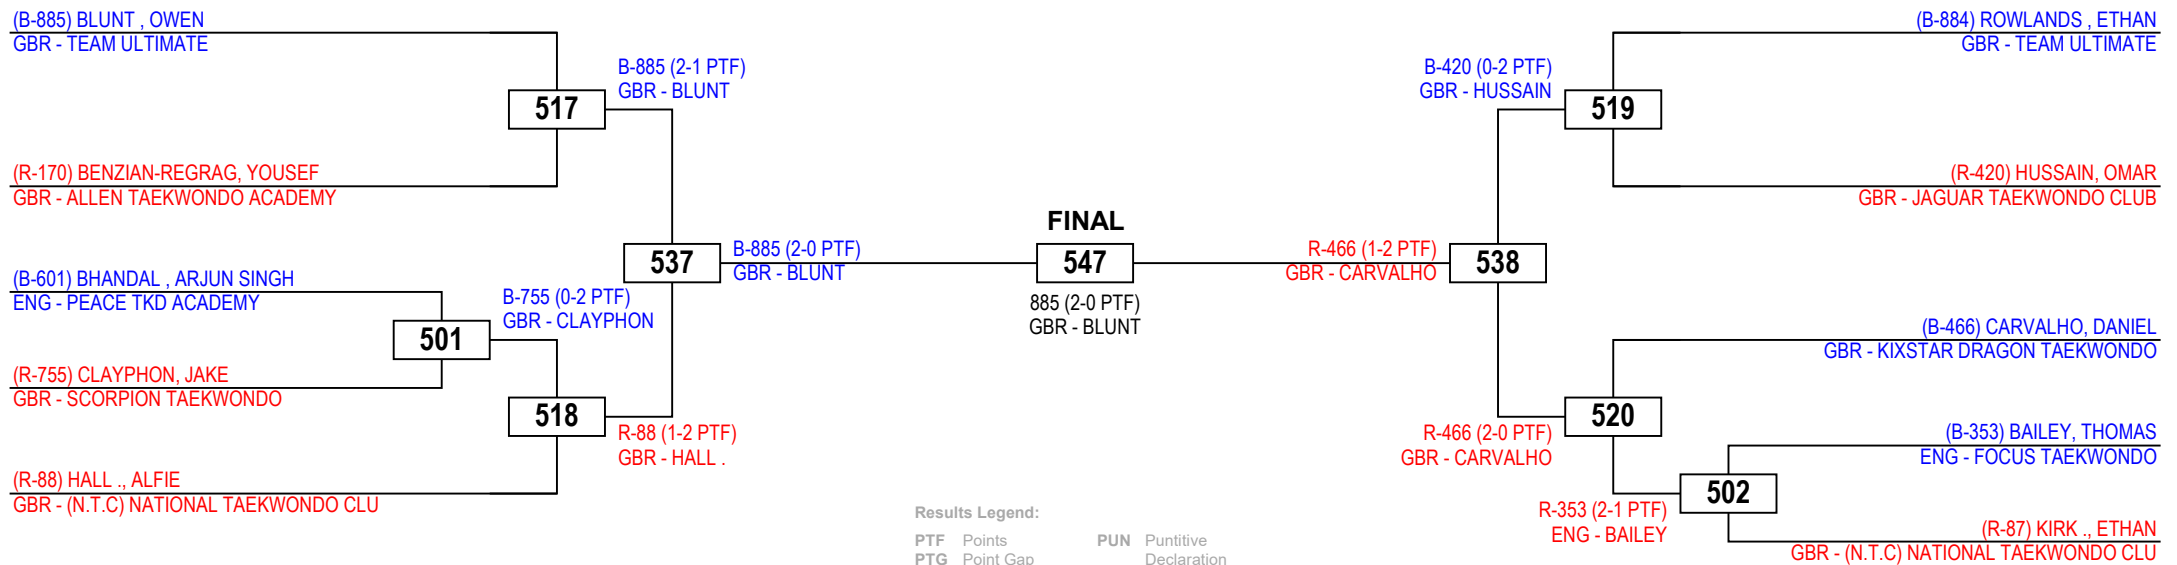 (B-885) BLUNT , OWEN
GBR - TEAM ULTIMATE
B-885 (2-1 PTF)
GBR - BLUNT
517
(R-170) BENZIAN-REGRAG, YOUSEF
GBR - ALLEN TAEKWONDO ACADEMY
537
B-885 (2-0 PTF)
GBR - BLUNT
(B-601) BHANDAL , ARJUN SINGH
ENG - PEACE TKD ACADEMY
B-755 (0-2 PTF)
GBR - CLAYPHON
501
(R-755) CLAYPHON, JAKE
GBR - SCORPION TAEKWONDO
518
R-88 (1-2 PTF)
GBR - HALL .
(R-88) HALL ., ALFIE
GBR - (N.T.C) NATIONAL TAEKWONDO CLU
FINAL
547
885 (2-0 PTF)
GBR - BLUNT
(B-884) ROWLANDS , ETHAN
GBR - TEAM ULTIMATE
B-420 (0-2 PTF)
GBR - HUSSAIN
519
(R-420) HUSSAIN, OMAR
GBR - JAGUAR TAEKWONDO CLUB
R-466 (1-2 PTF)
GBR - CARVALHO
538
(B-466) CARVALHO, DANIEL
GBR - KIXSTAR DRAGON TAEKWONDO
520
R-466 (2-0 PTF)
GBR - CARVALHO
(B-353) BAILEY, THOMAS
ENG - FOCUS TAEKWONDO
502
R-353 (2-1 PTF)
ENG - BAILEY
(R-87) KIRK ., ETHAN
GBR - (N.T.C) NATIONAL TAEKWONDO CLU
Results Legend:
PTF Points PUN Puntitive
PTG Point Gap Declaration